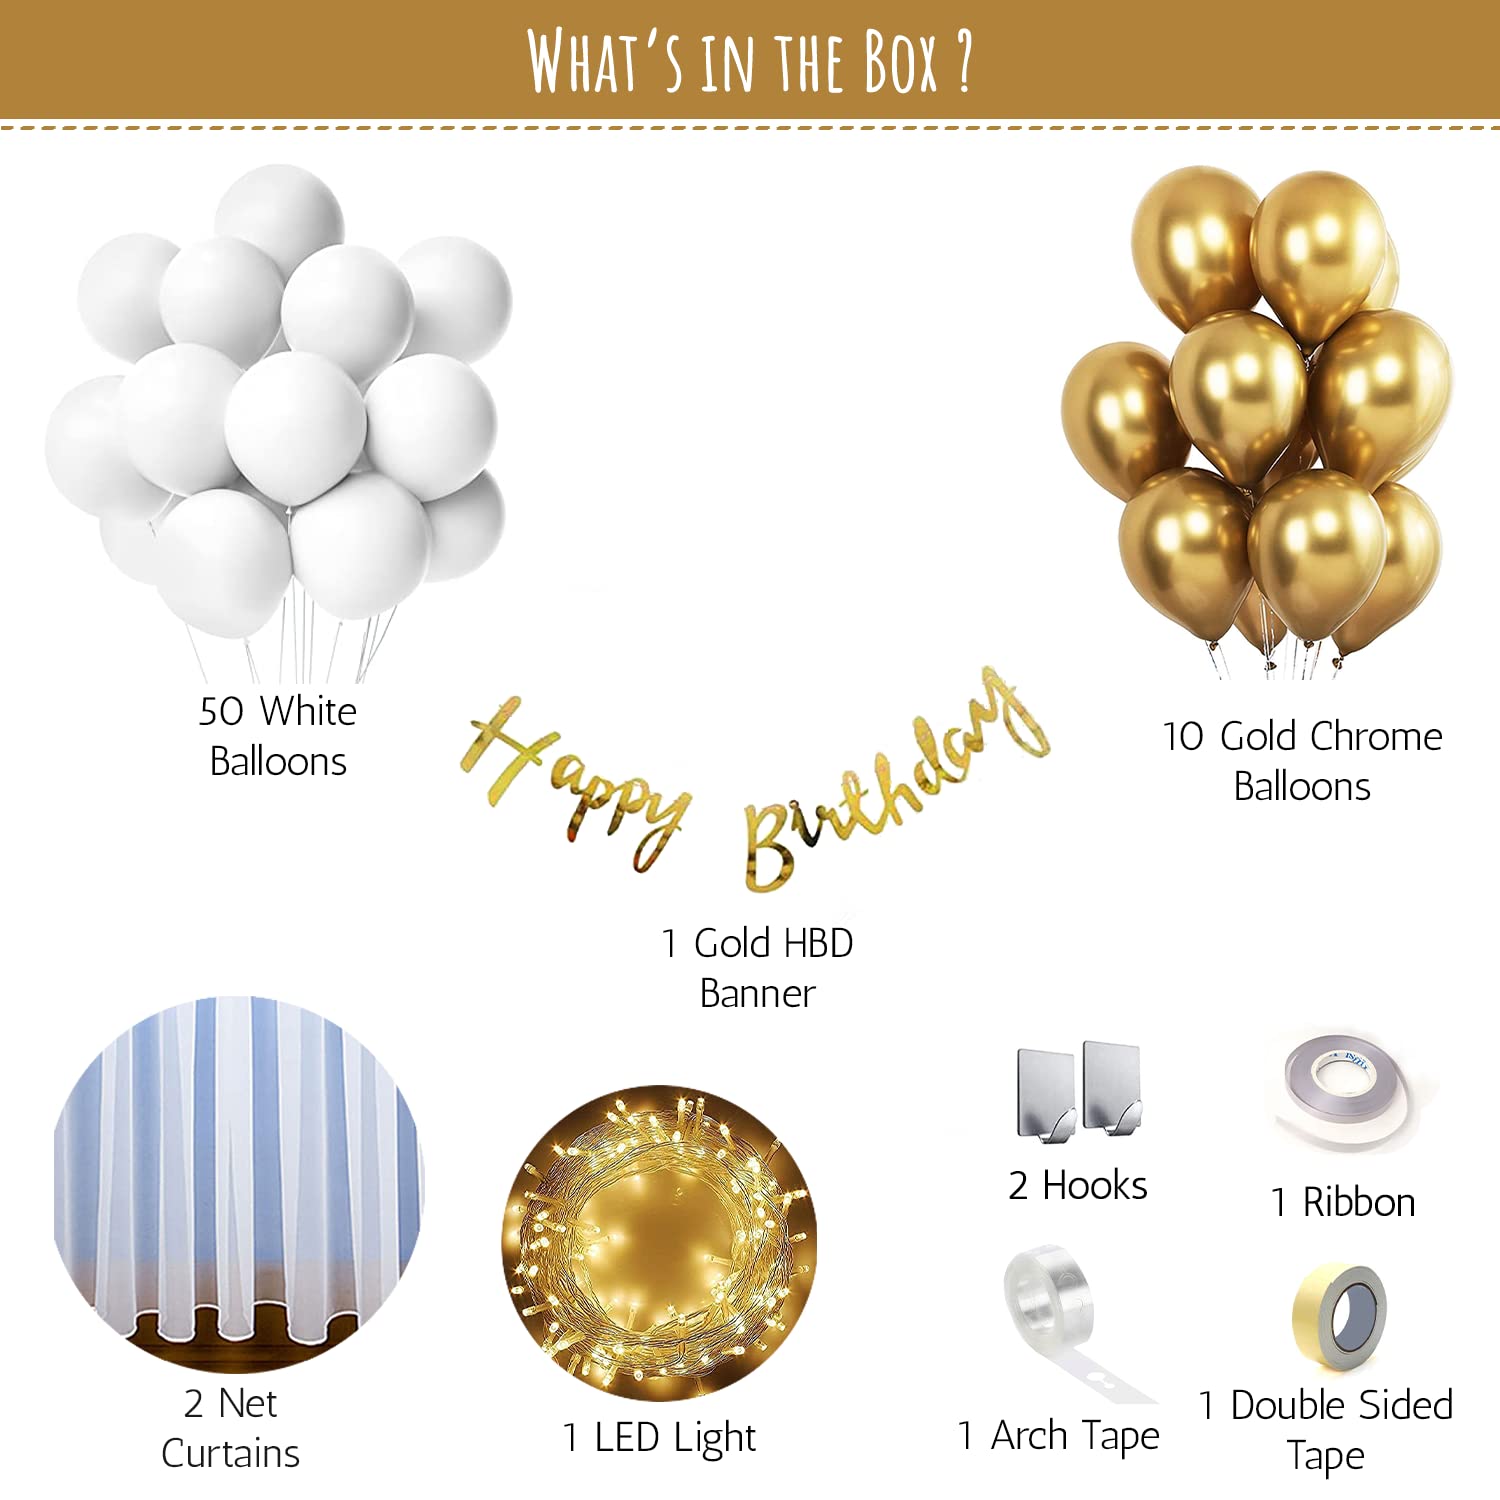 WHAT'S IN THE BOX ?
50 White
Balloons
10 Gold Chrome
Balloons
Happy Birthday
1 Gold HBD
Banner
2 Net
Curtains
1 LED Light
2 Hooks
1 Ribbon
1 Arch Tape
1 Double Sided
Tape